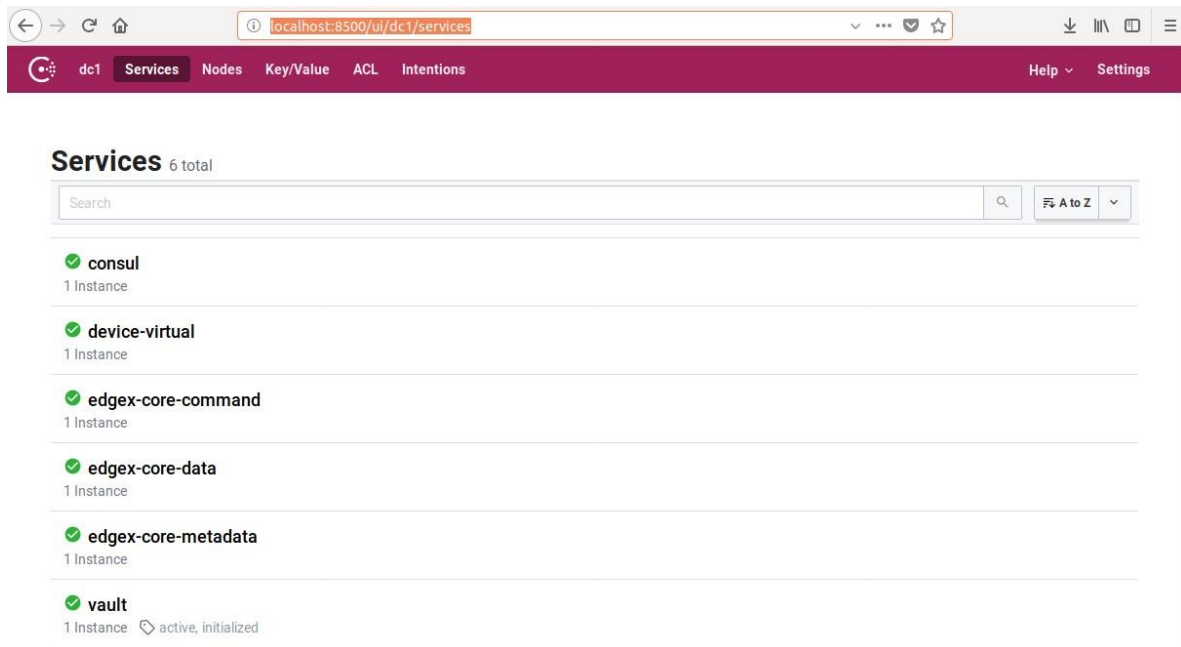 localhost:8500/ui/dc1/services
dc1 Services Nodes Key/Value ACL Intentions Help Settings
Services 6 total
Search A to Z
consul
1 Instance
device-virtual
1 Instance
edgex-core-command
1 Instance
edgex-core-data
1 Instance
edgex-core-metadata
1 Instance
vault
1 Instance active, initialized